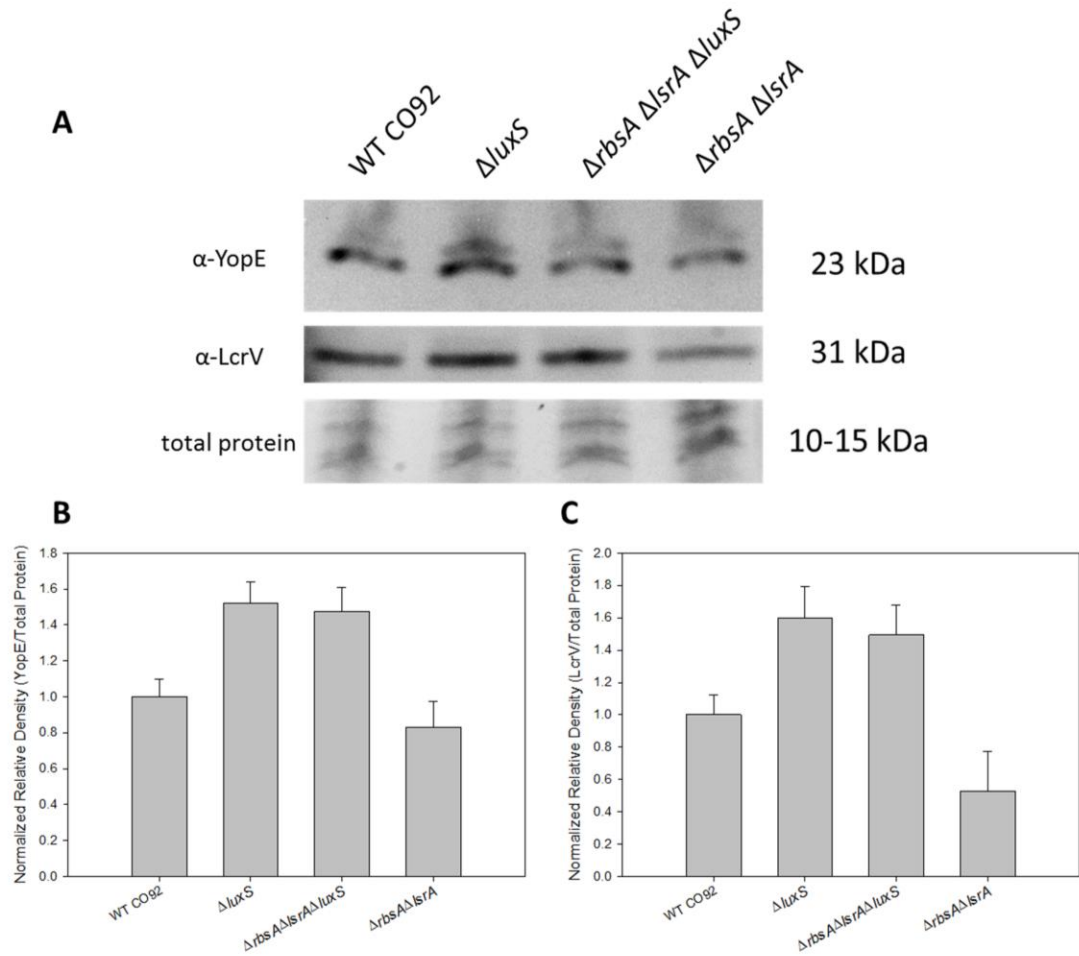 A
WT CO92
ΔluxS
ΔrbsA ΔlsrA ΔluxS
ΔrbsA ΔlsrA
α-YopE
23 kDa
α-LcrV
31 kDa
total protein
10-15 kDa
B
Normalized Relative Density (YopE/Total Protein)
1.8
1.6
1.4
1.2
1.0
0.8
0.6
0.4
0.2
0.0
WT CO92
ΔluxS
ΔrbsAΔlsrAΔluxS
ΔrbsAΔlsrA
C
Normalized Relative Density (LcrV/Total Protein)
2.0
1.8
1.6
1.4
1.2
1.0
0.8
0.6
0.4
0.2
0.0
WT CO92
ΔluxS
ΔrbsAΔlsrAΔluxS
ΔrbsAΔlsrA